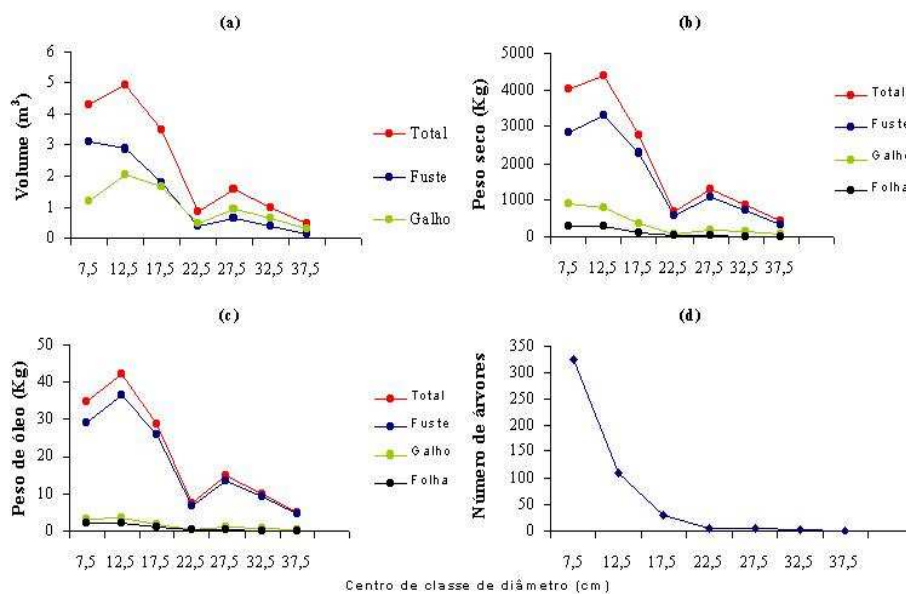 (a)
Volume (m³)
6
5
4
3
2
1
0
7,5 12,5 17,5 22,5 27,5 32,5 37,5
Total
Fuste
Galho
(b)
Peso seco (Kg)
5000
4000
3000
2000
1000
0
7,5 12,5 17,5 22,5 27,5 32,5 37,5
Total
Fuste
Galho
Folha
(c)
Peso de óleo (Kg)
50
40
30
20
10
0
7,5 12,5 17,5 22,5 27,5 32,5 37,5
Total
Fuste
Galho
Folha
(d)
Número de árvores
350
300
250
200
150
100
50
0
7,5 12,5 17,5 22,5 27,5 32,5 37,5
Centro de classe de diâmetro (cm)